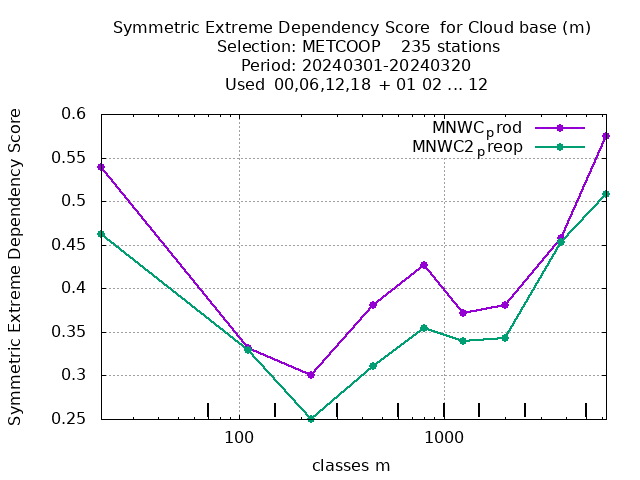 Symmetric Extreme Dependency Score  for Cloud base (m)
Selection: METCOOP    235 stations
Period: 20240301-20240320
Used  00,06,12,18 + 01 02 ... 12
Symmetric Extreme Dependency Score
0.6
0.55
0.5
0.45
0.4
0.35
0.3
0.25
MNWCprod
MNWC2preop
100
1000
classes m